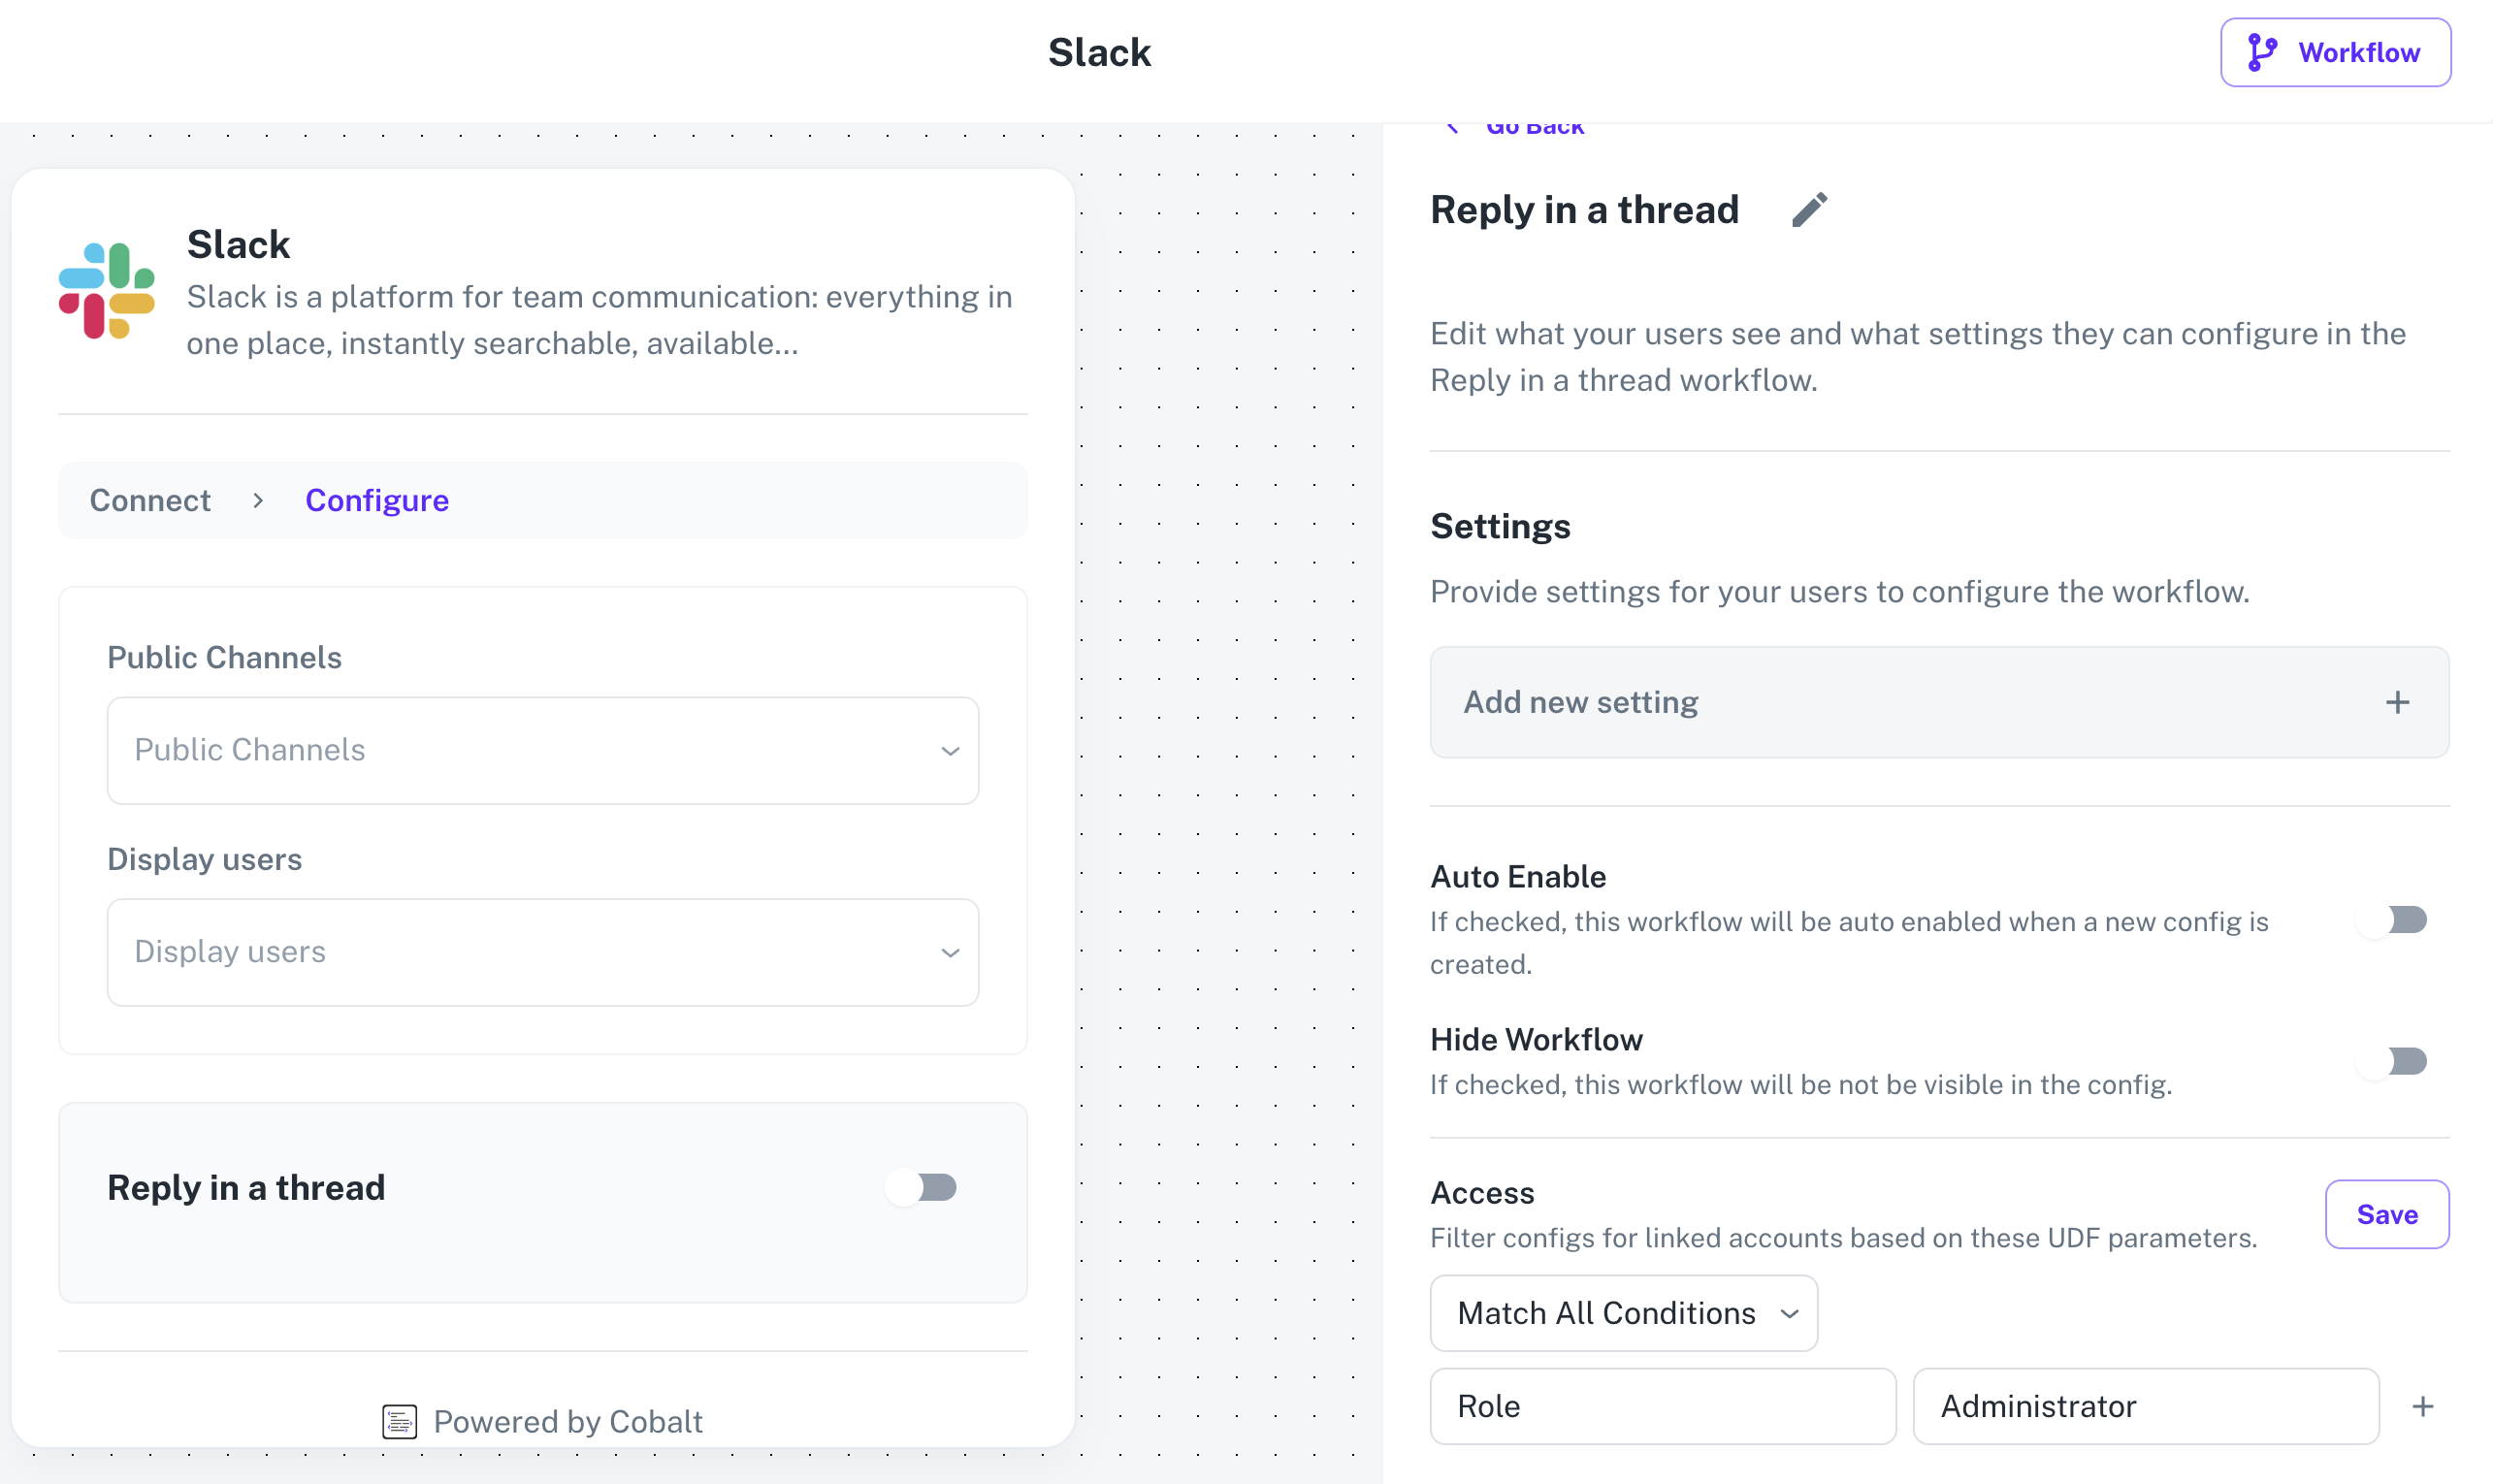 Slack
Workflow
Slack
Slack is a platform for team communication: everything in
one place, instantly searchable, available...
Connect > Configure
Public Channels
Public Channels
Display users
Display users
Reply in a thread
Powered by Cobalt
Go Back
Reply in a thread
Edit what your users see and what settings they can configure in the
Reply in a thread workflow.
Settings
Provide settings for your users to configure the workflow.
Add new setting
Auto Enable
If checked, this workflow will be auto enabled when a new config is
created.
Hide Workflow
If checked, this workflow will be not be visible in the config.
Access
Save
Filter configs for linked accounts based on these UDF parameters.
Match All Conditions
Role
Administrator